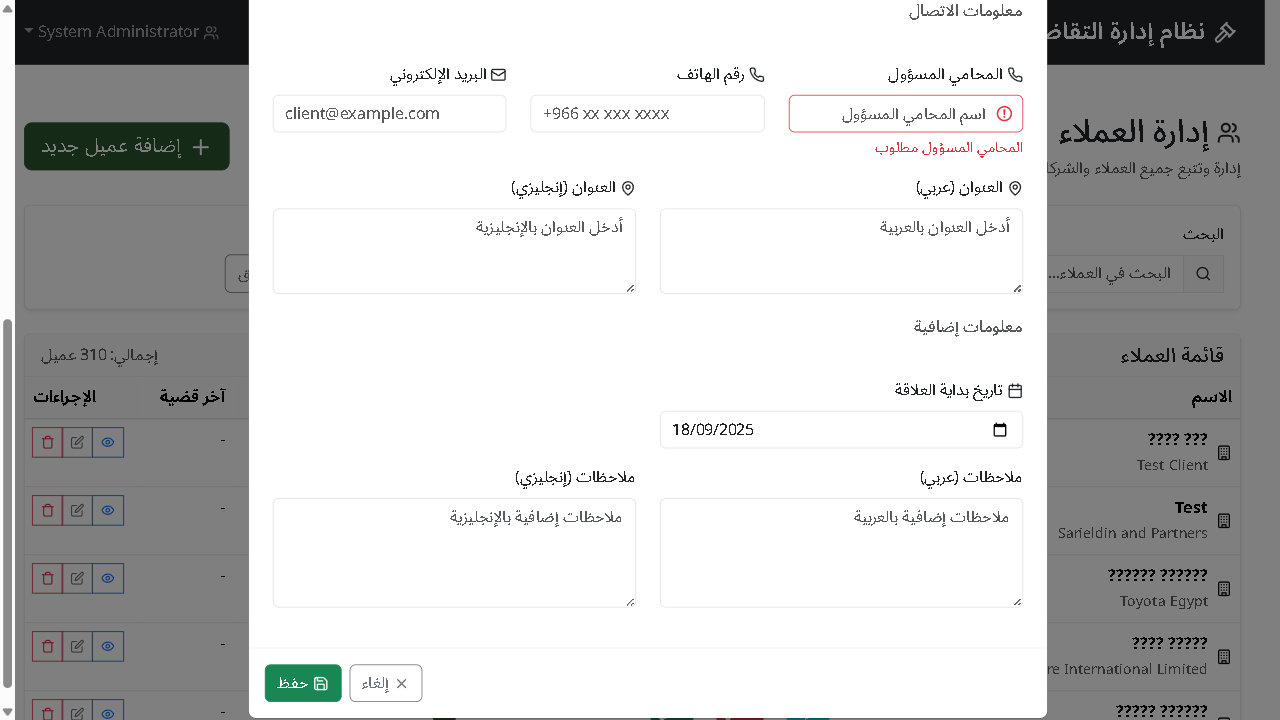 نظام إدارة التقاض
System Administrator
إدارة العملاء
إضافة عميل جديد
إدارة وتتبع جميع العملاء والشركا
البحث
البحث في العملاء...
قائمة العملاء
إجمالي: 310 عميل
الاسم
آخر قضية
الإجراءات
???? ???
Test Client
-
Test
Sarieldin and Partners
-
?????? ??????
Toyota Egypt
-
???? ?????
re International Limited
-
????? ??????
-
معلومات الاتصال
المحامي المسؤول
رقم الهاتف
البريد الإلكتروني
اسم المحامي المسؤول
+966 xx xxx xxxx
client@example.com
المحامي المسؤول مطلوب
العنوان (عربي)
العنوان (إنجليزي)
أدخل العنوان بالعربية
أدخل العنوان بالإنجليزية
معلومات إضافية
تاريخ بداية العلاقة
18/09/2025
ملاحظات (عربي)
ملاحظات (إنجليزي)
ملاحظات إضافية بالعربية
ملاحظات إضافية بالإنجليزية
إلغاء
حفظ